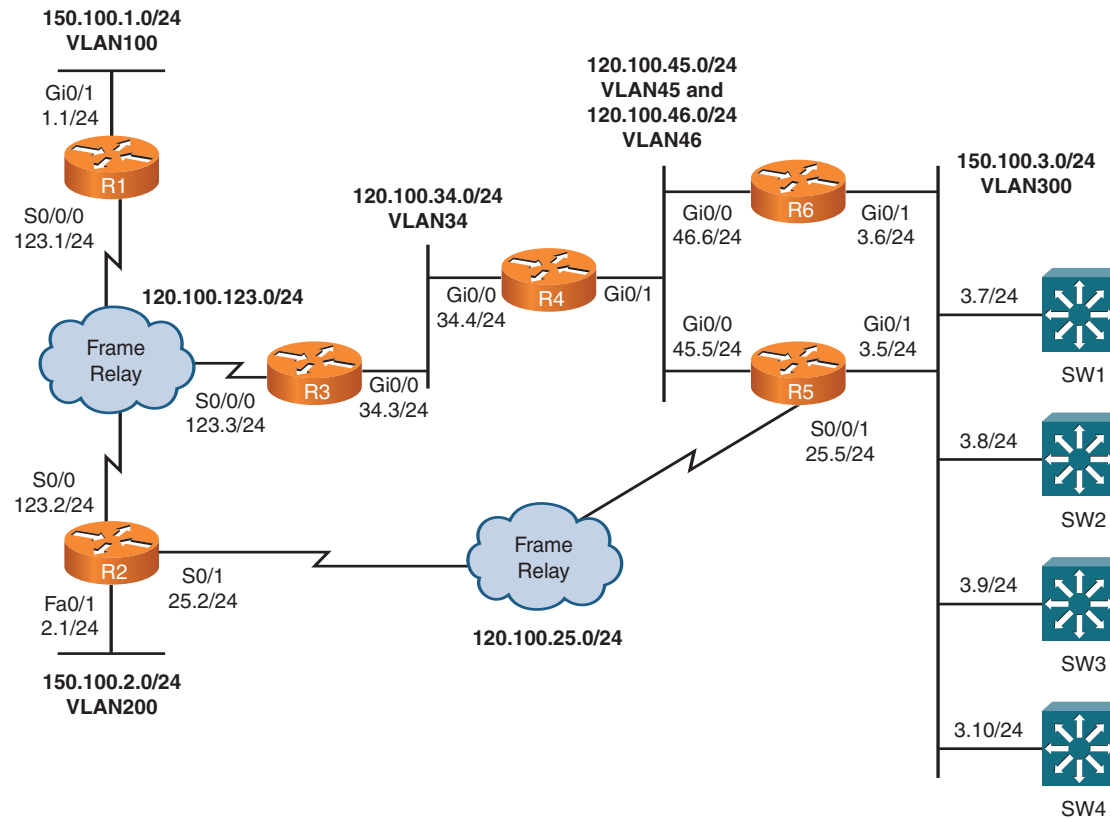 150.100.1.0/24
VLAN100
Gi0/1
1.1/24
R1
S0/0/0
123.1/24
120.100.123.0/24
Frame
Relay
S0/0/0
123.3/24
R3
Gi0/0
34.3/24
120.100.34.0/24
VLAN34
Gi0/0
34.4/24
R4
Gi0/1
120.100.45.0/24
VLAN45 and
120.100.46.0/24
VLAN46
Gi0/0
46.6/24
R6
Gi0/1
3.6/24
Gi0/0
45.5/24
R5
Gi0/1
3.5/24
S0/0/1
25.5/24
150.100.3.0/24
VLAN300
3.7/24
SW1
3.8/24
SW2
3.9/24
SW3
3.10/24
SW4
S0/0
123.2/24
R2
S0/1
25.2/24
Fa0/1
2.1/24
150.100.2.0/24
VLAN200
Frame
Relay
120.100.25.0/24